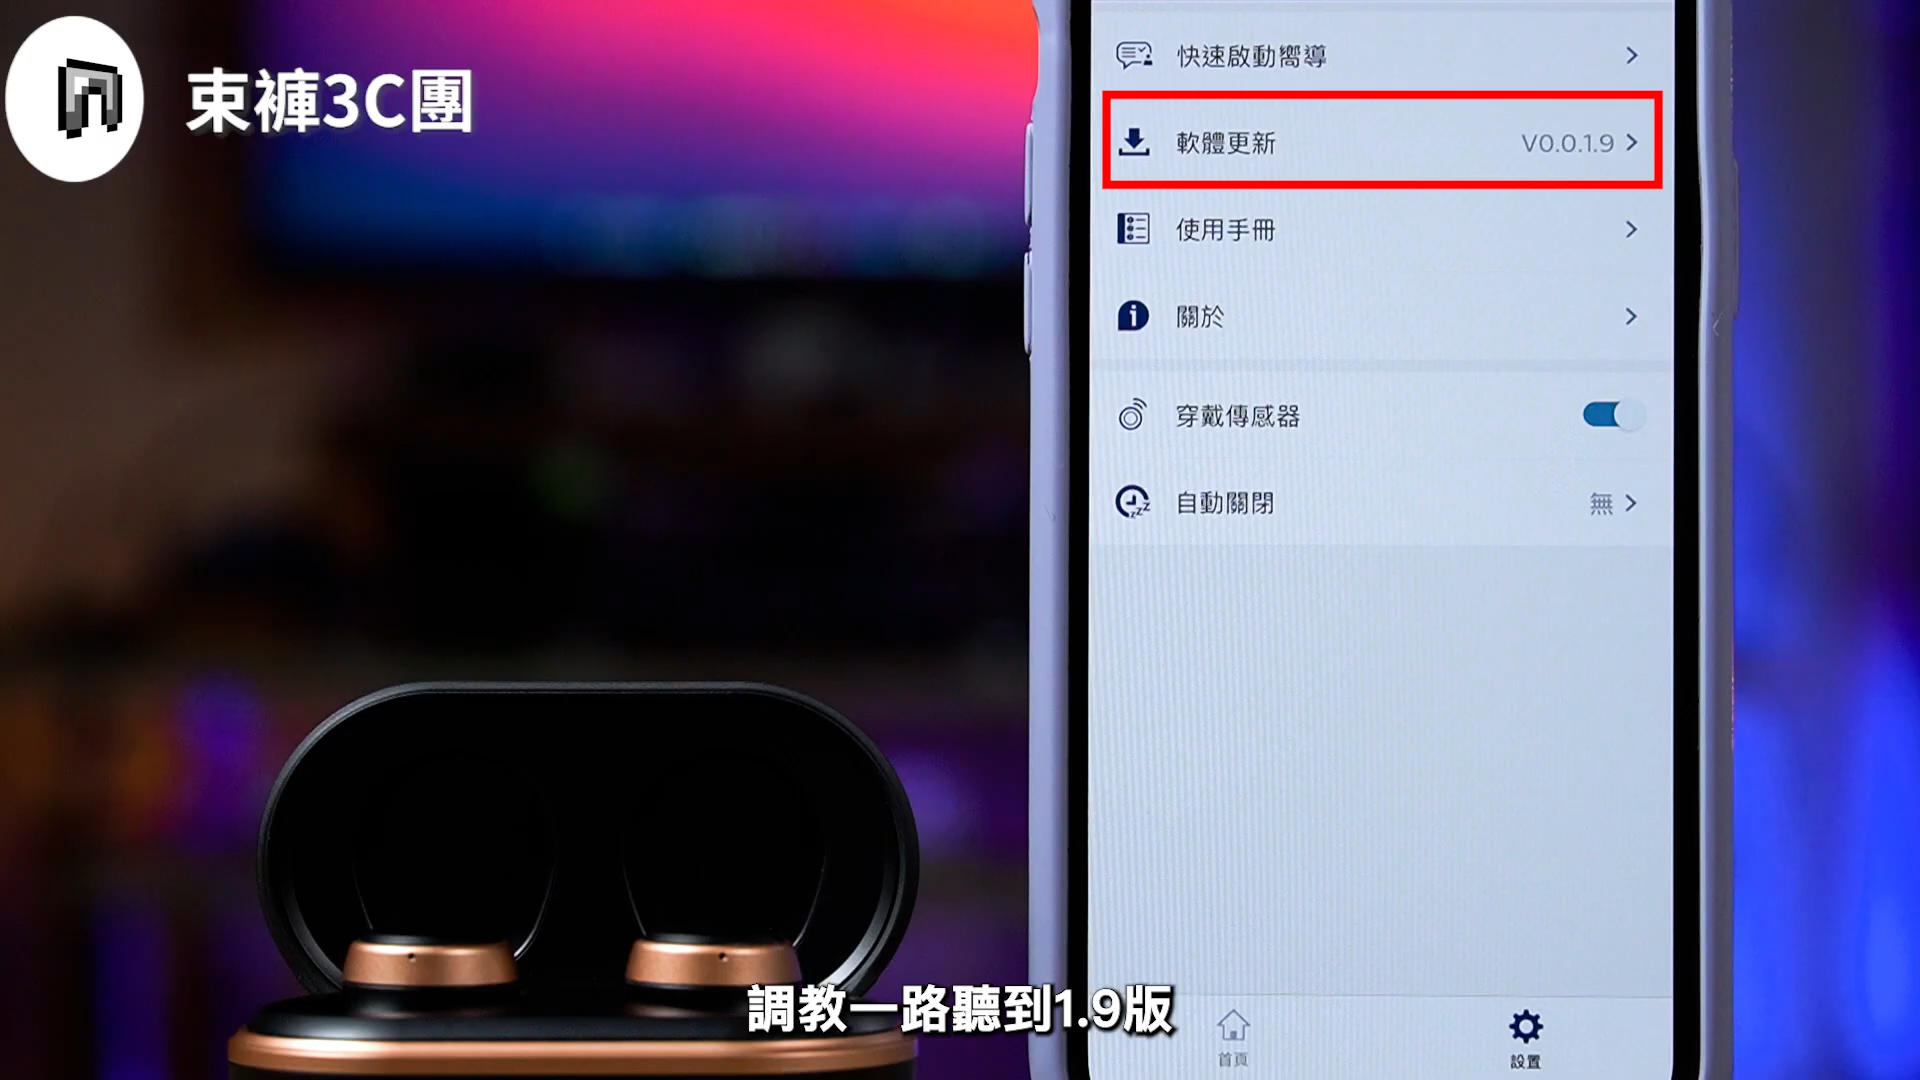 束褲3C團
快速啟動嚮導
軟體更新 V0.0.1.9
使用手冊
關於
穿戴傳感器
自動關閉 無
調教一路聽到1.9版
首頁 設置